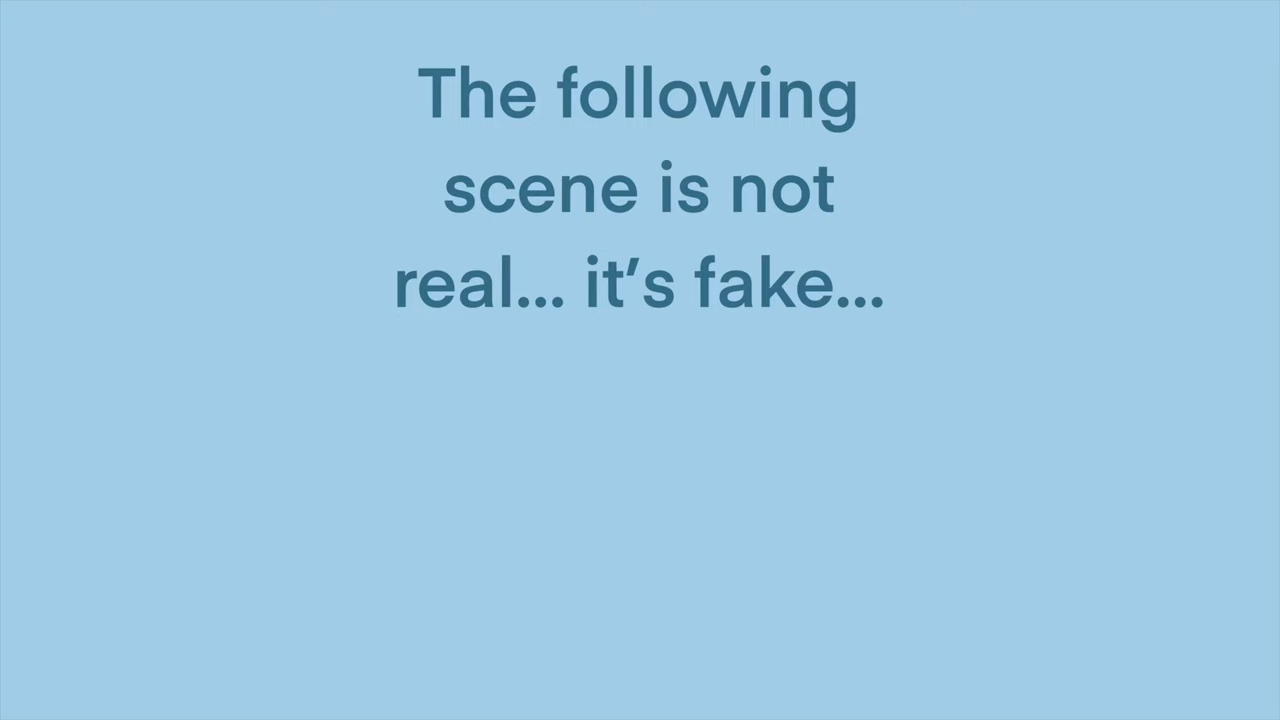 The following
scene is not
real... it’s fake...